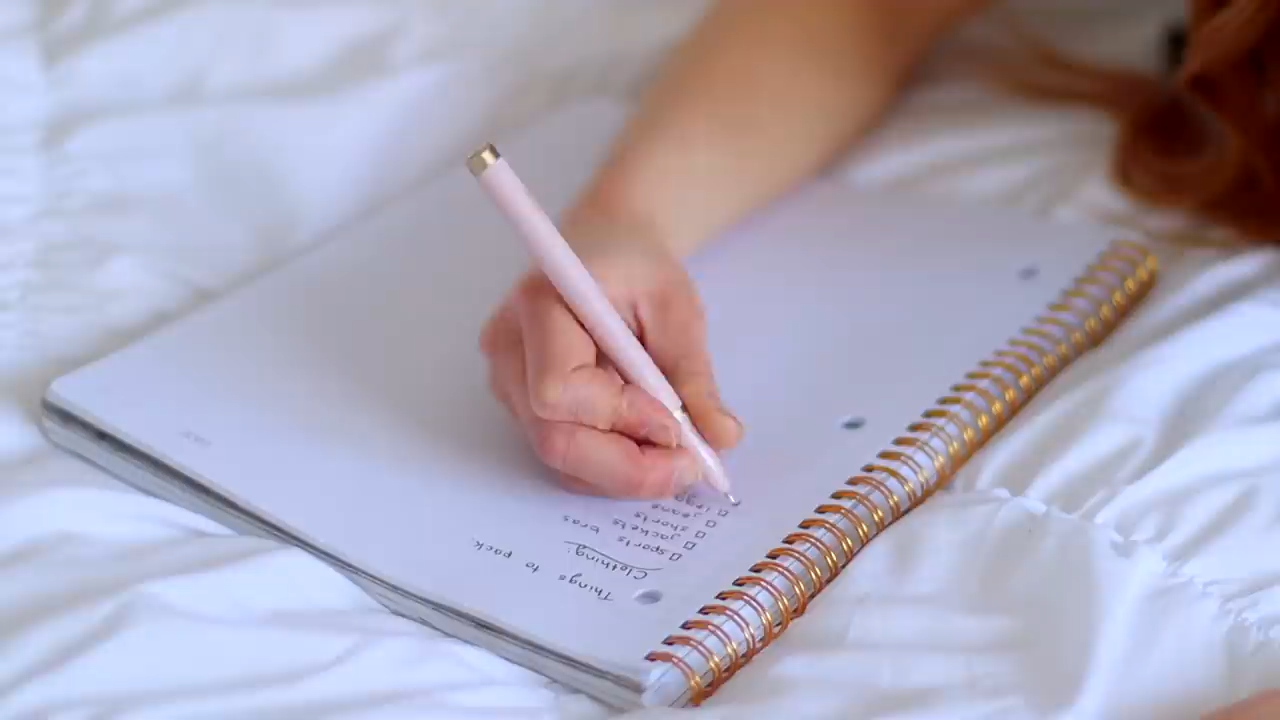 Things to pack
Clothing:
sports bras
jackets
shorts
jeans